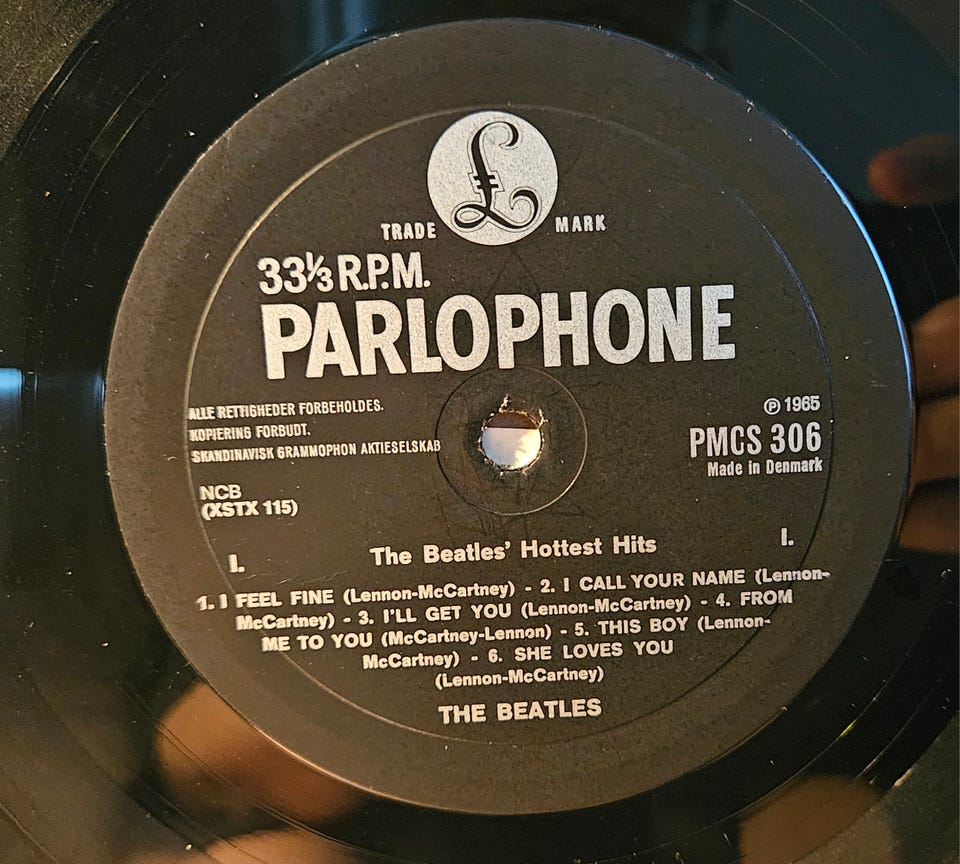 £
TRADE MARK
33⅓ R.P.M.
PARLOPHONE
ALLE RETTIGHEDER FORBEHOLDES.
KOPIERING FORBUDT.
SKANDINAVISK GRAMMOPHON AKTIESELSKAB
℗ 1965
PMCS 306
Made in Denmark
NCB
(XSTX 115)
I. I.
The Beatles' Hottest Hits
1. I FEEL FINE (Lennon-McCartney) - 2. I CALL YOUR NAME (Lennon-
McCartney) - 3. I'LL GET YOU (Lennon-McCartney) - 4. FROM
ME TO YOU (McCartney-Lennon) - 5. THIS BOY (Lennon-
McCartney) - 6. SHE LOVES YOU
(Lennon-McCartney)
THE BEATLES